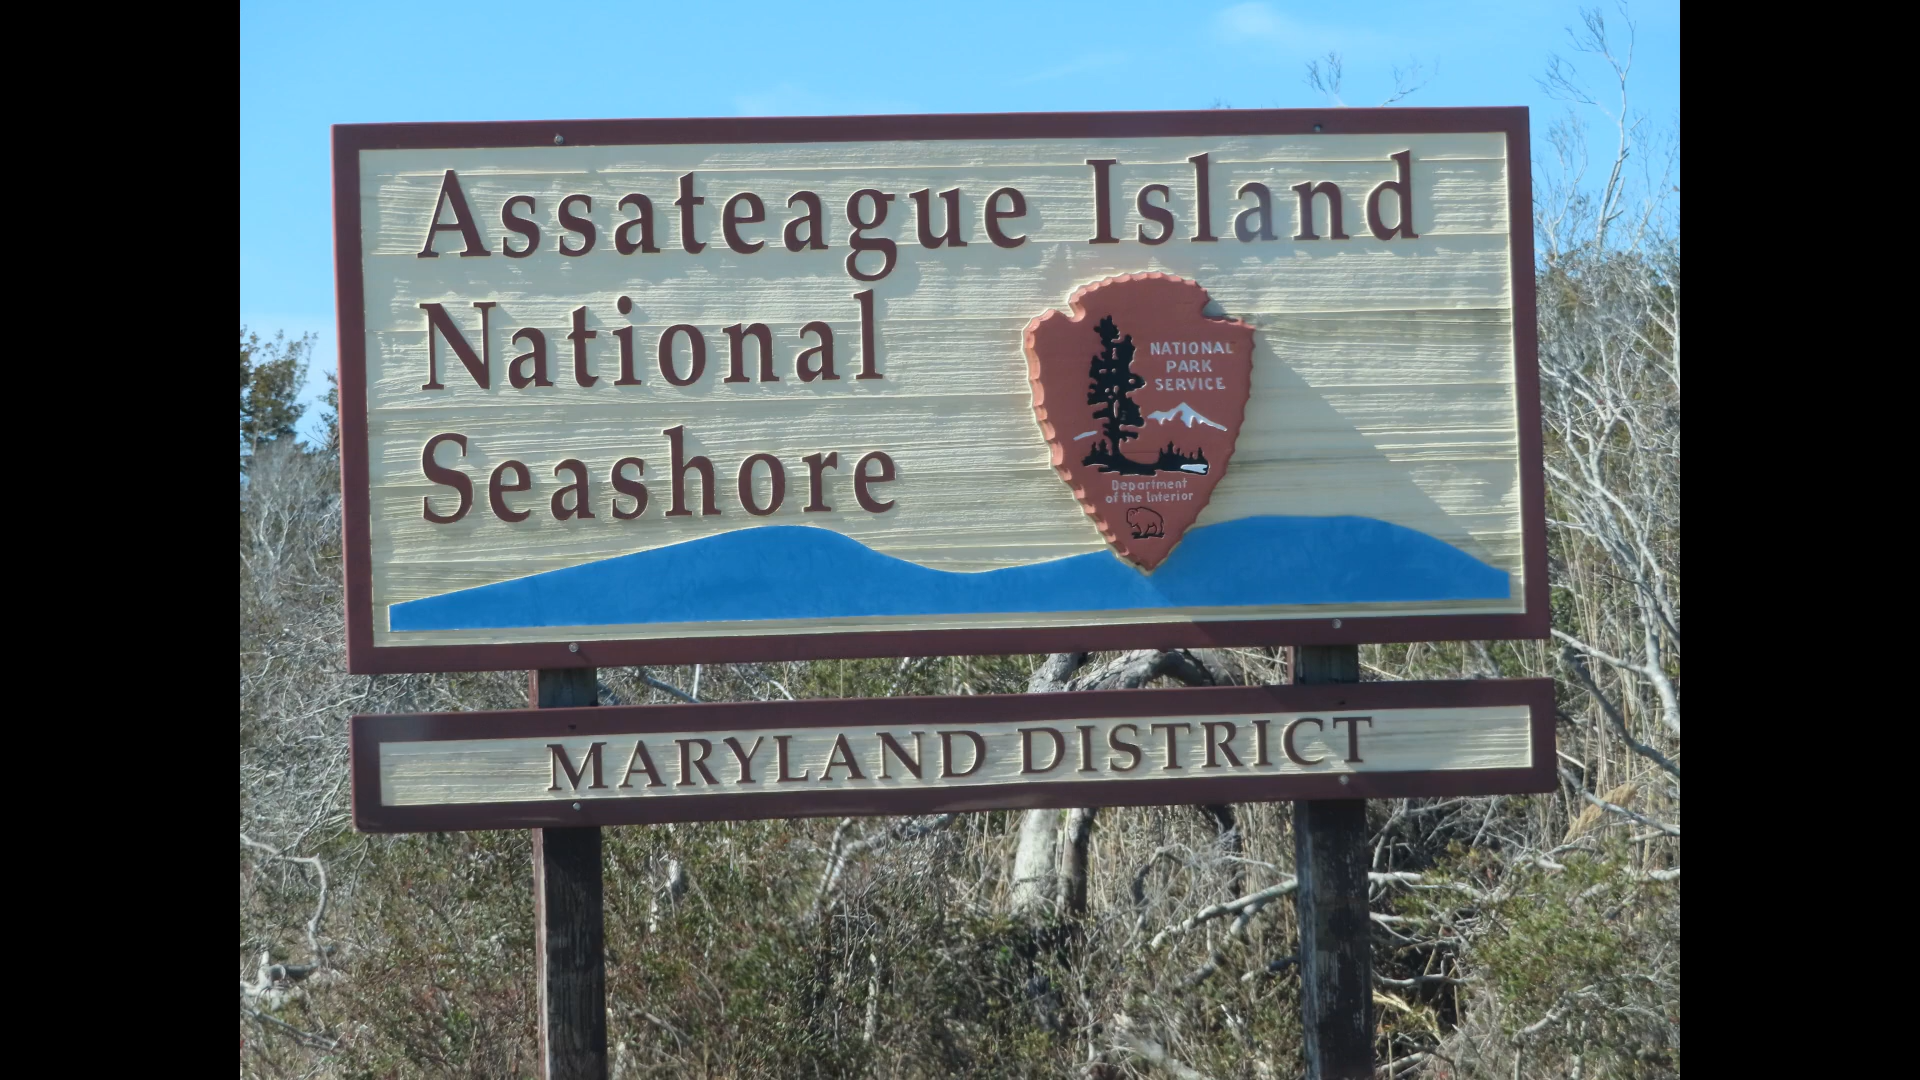 Assateague Island
National
Seashore
NATIONAL
PARK
SERVICE
Department
of the Interior
MARYLAND DISTRICT